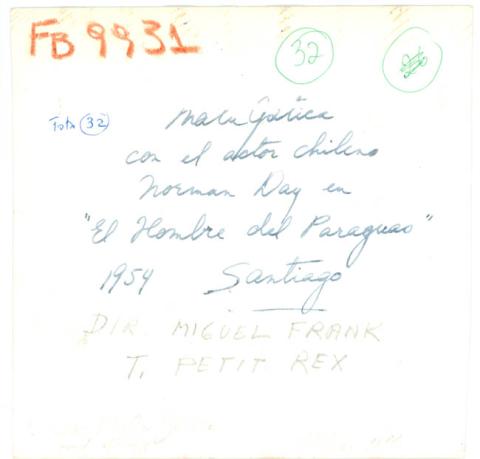 FB 9931
32
Foto 32
Malu Gatica
con el actor chileno
Norman Day en
"El Hombre del Paraguas"
1954 Santiago
DIR. MIGUEL FRANK
T. PETIT REX